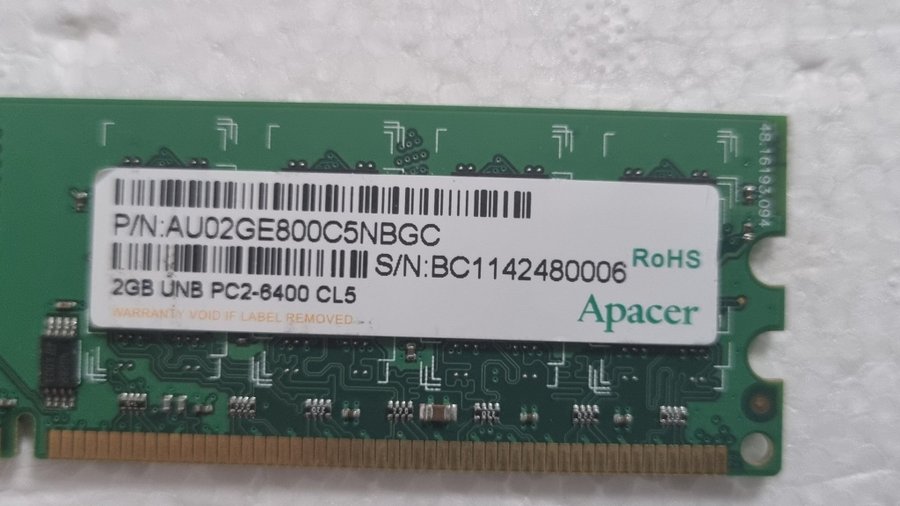 P/N:AU02GE800C5NBGC
S/N:BC1142480006
RoHS
2GB UNB PC2-6400 CL5
Apacer
WARRANTY VOID IF LABEL REMOVED
48.16193.094